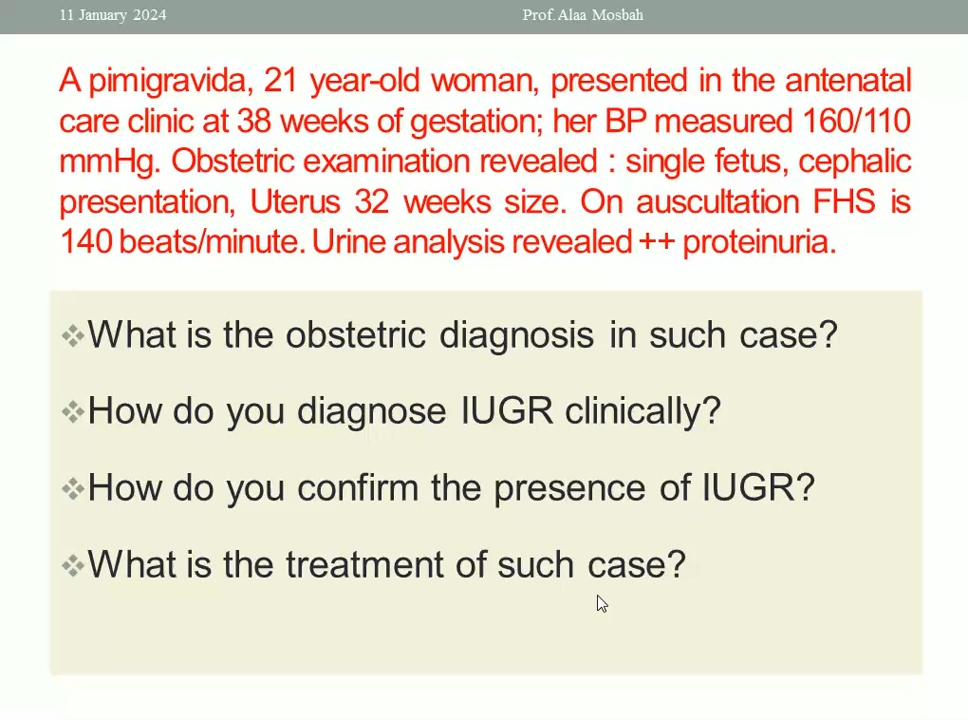 11 January 2024 Prof. Alaa Mosbah
A pimigravida, 21 year-old woman, presented in the antenatal
care clinic at 38 weeks of gestation; her BP measured 160/110
mmHg. Obstetric examination revealed : single fetus, cephalic
presentation, Uterus 32 weeks size. On auscultation FHS is
140 beats/minute. Urine analysis revealed ++ proteinuria.
What is the obstetric diagnosis in such case?
How do you diagnose IUGR clinically?
How do you confirm the presence of IUGR?
What is the treatment of such case?